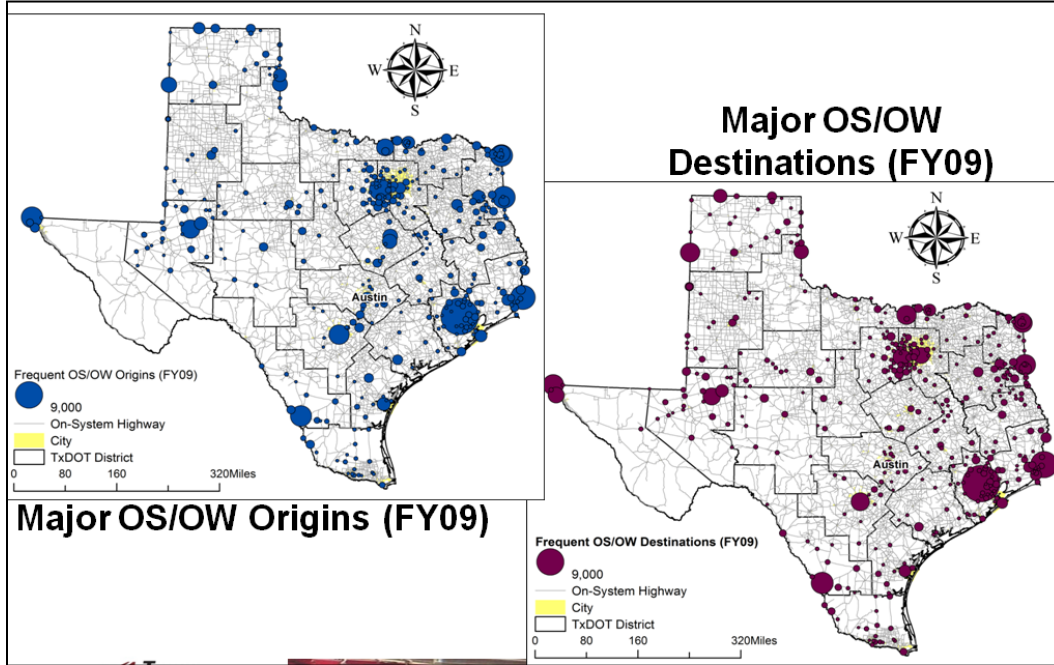 N
W E
S
Austin
Frequent OS/OW Origins (FY09)
9,000
On-System Highway
City
TxDOT District
0 80 160 320Miles
Major OS/OW Origins (FY09)
Major OS/OW
Destinations (FY09)
N
W E
S
Austin
Frequent OS/OW Destinations (FY09)
9,000
On-System Highway
City
TxDOT District
0 80 160 320Miles